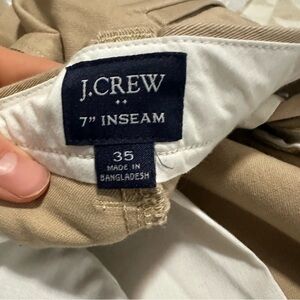 J.CREW
7" INSEAM
35
MADE IN
BANGLADESH